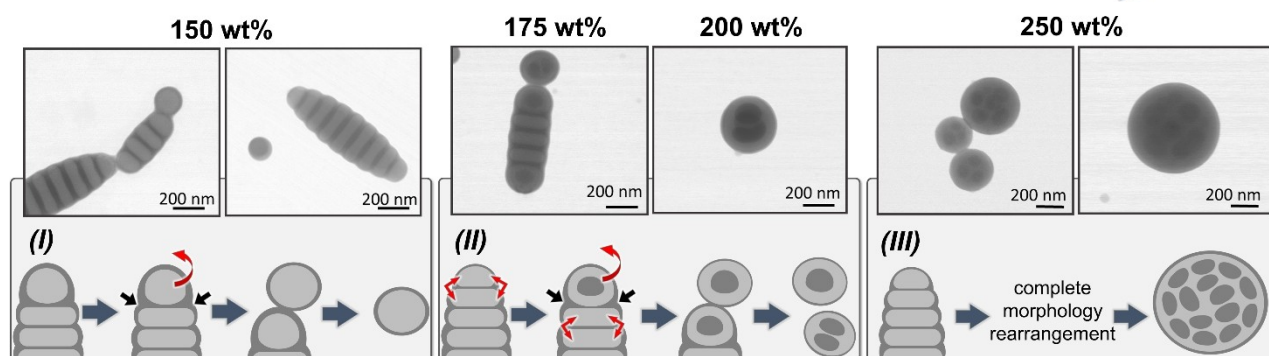 150 wt%
175 wt%
200 wt%
250 wt%
200 nm
200 nm
200 nm
200 nm
200 nm
200 nm
(I)
(II)
(III)
complete
morphology
rearrangement